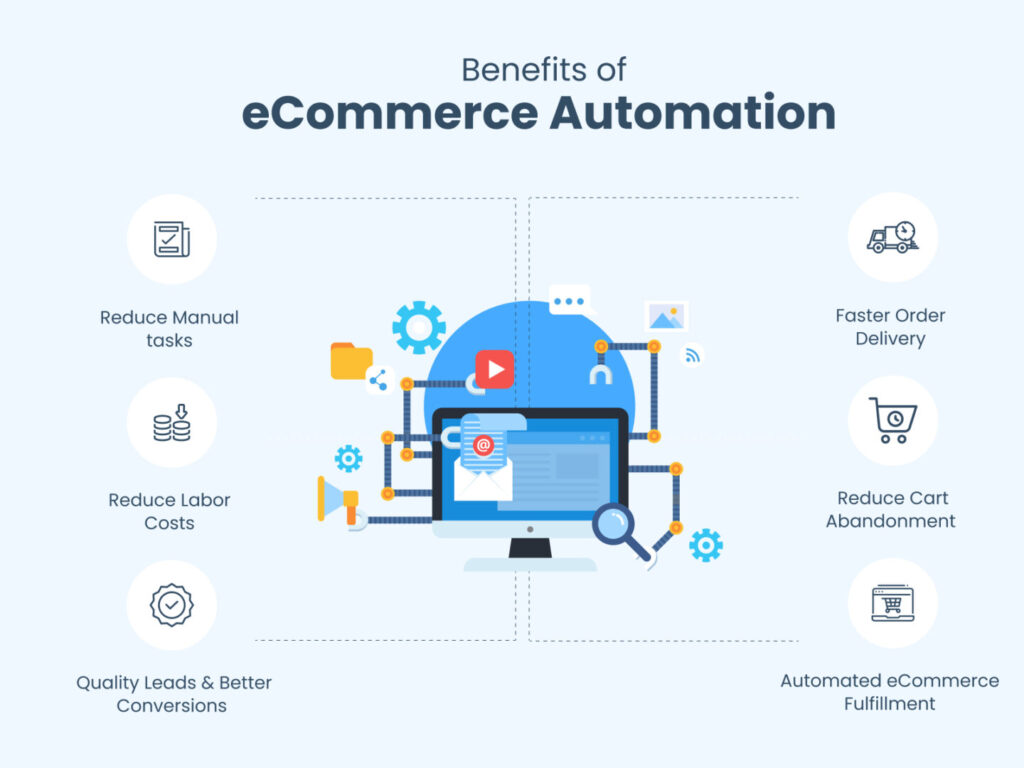 Benefits of
eCommerce Automation
Reduce Manual
tasks
Reduce Labor
Costs
Quality Leads & Better
Conversions
Faster Order
Delivery
Reduce Cart
Abandonment
Automated eCommerce
Fulfillment
@